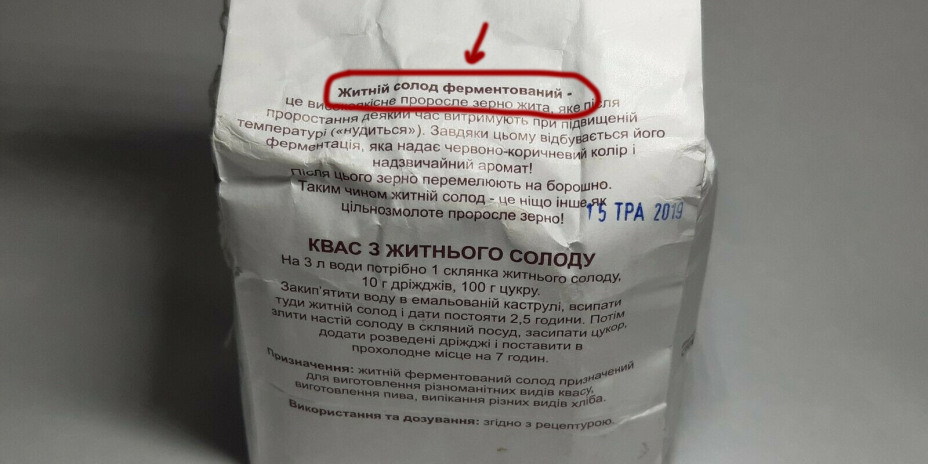 Житній солод ферментований -
це високоякісне проросле зерно жита, яке після
проростання деякий час витримують при підвищеній
температурі («нудиться»). Завдяки цьому відбувається його
ферментація, яка надає червоно-коричневий колір і
надзвичайний аромат!
Після цього зерно перемелюють на борошно.
Таким чином житній солод - це ніщо інше як
цільнозмолоте проросле зерно!
15 ТРА 2019
КВАС З ЖИТНЬОГО СОЛОДУ
На 3 л води потрібно 1 склянка житнього солоду,
10 г дріжджів, 100 г цукру.
Закип'ятити воду в емальованій каструлі, всипати
туди житній солод і дати постояти 2,5 години. Потім
злити настій солоду в скляний посуд, засипати цукор,
додати розведені дріжджі і поставити в
прохолодне місце на 7 годин.
Призначення: житній ферментований солод призначений
для виготовлення різноманітних видів квасу,
виготовлення пива, випікання різних видів хліба.
Використання та дозування: згідно з рецептурою.